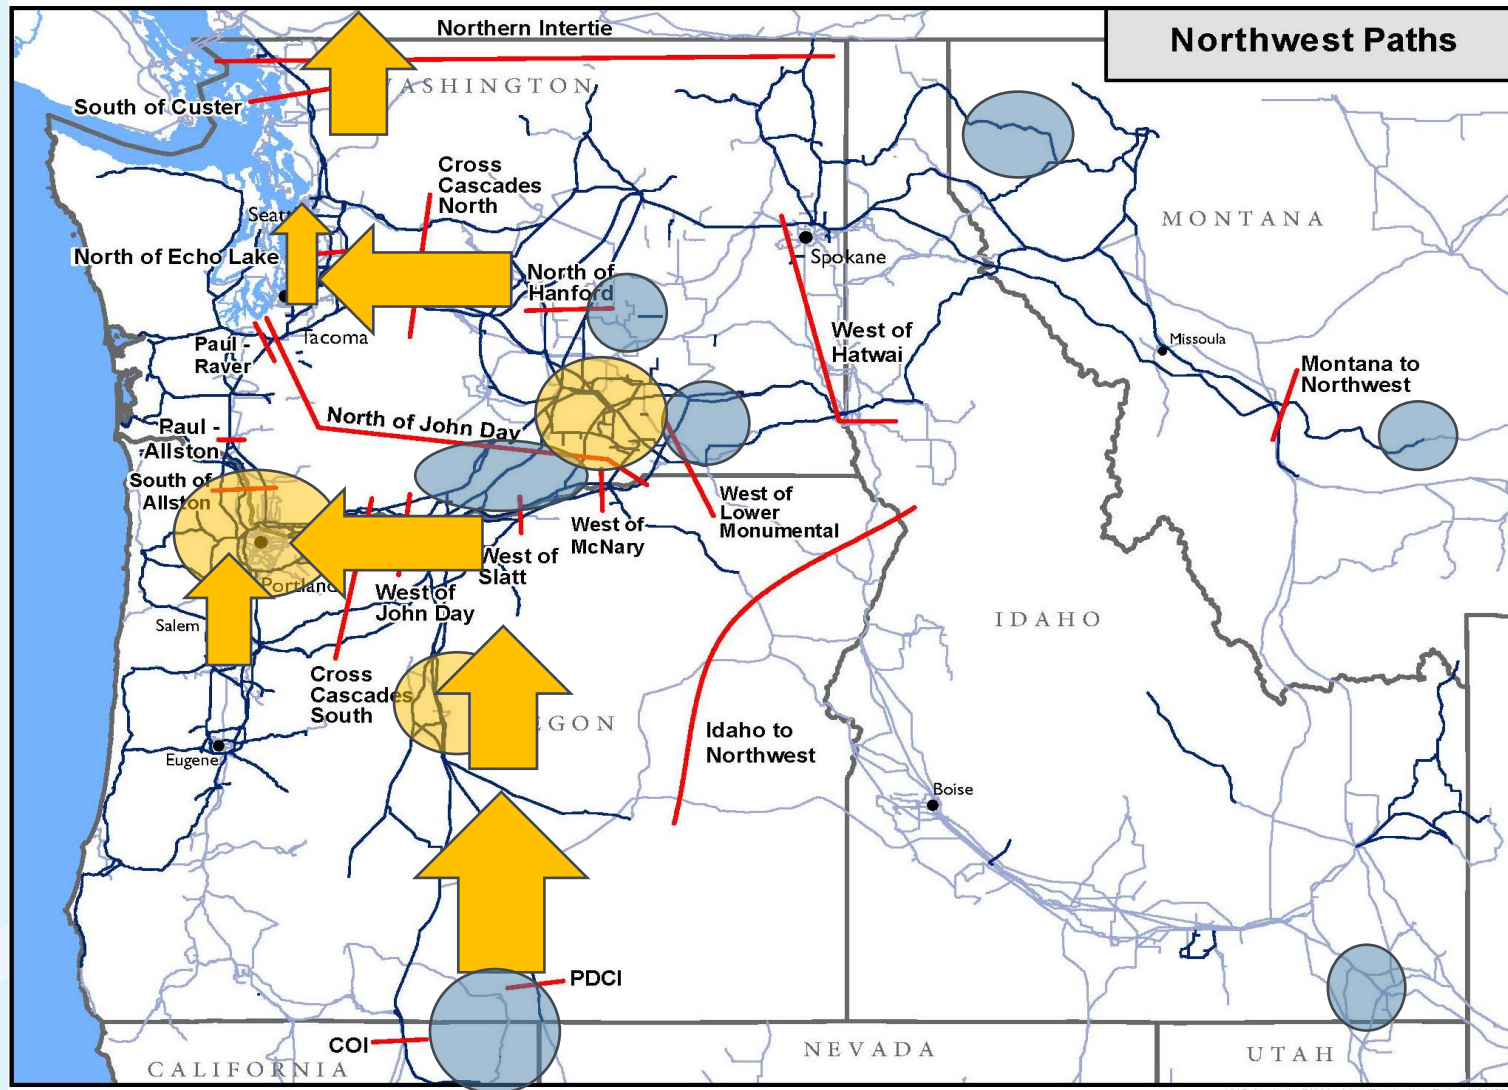 Northwest Paths
Northern Intertie
WASHINGTON
South of Custer
Cross
Cascades
North
MONTANA
Seatt
North of Echo Lake
Spokane
North of
Hanford
Tacoma
Paul -
Raver
West of
Hatwai
Missoula
Montana to
Northwest
North of John Day
Paul -
Allston
South of
Allston
West of
Lower
Monumental
West of
McNary
West of
Slatt
Portland
West of
John Day
Salem
IDAHO
Cross
Cascades
South
EGON
Idaho to
Northwest
Eugene
Boise
PDCI
COI
CALIFORNIA
NEVADA
UTAH